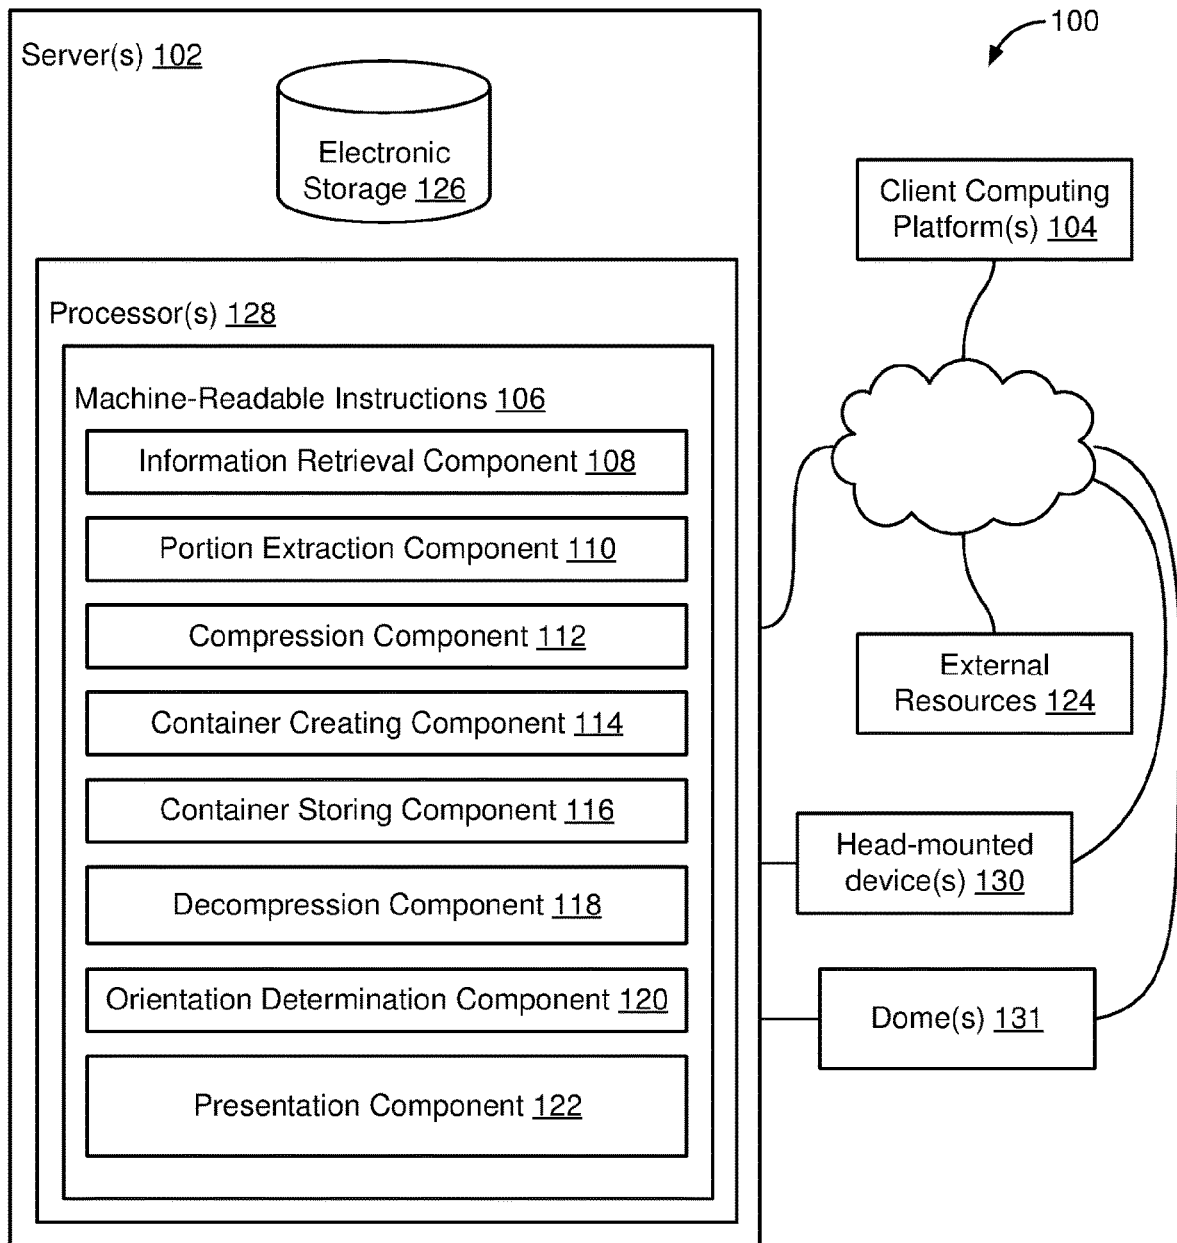 100
Server(s) 102
Electronic
Storage 126
Processor(s) 128
Machine-Readable Instructions 106
Information Retrieval Component 108
Portion Extraction Component 110
Compression Component 112
Container Creating Component 114
Container Storing Component 116
Decompression Component 118
Orientation Determination Component 120
Presentation Component 122
Client Computing
Platform(s) 104
External
Resources 124
Head-mounted
device(s) 130
Dome(s) 131